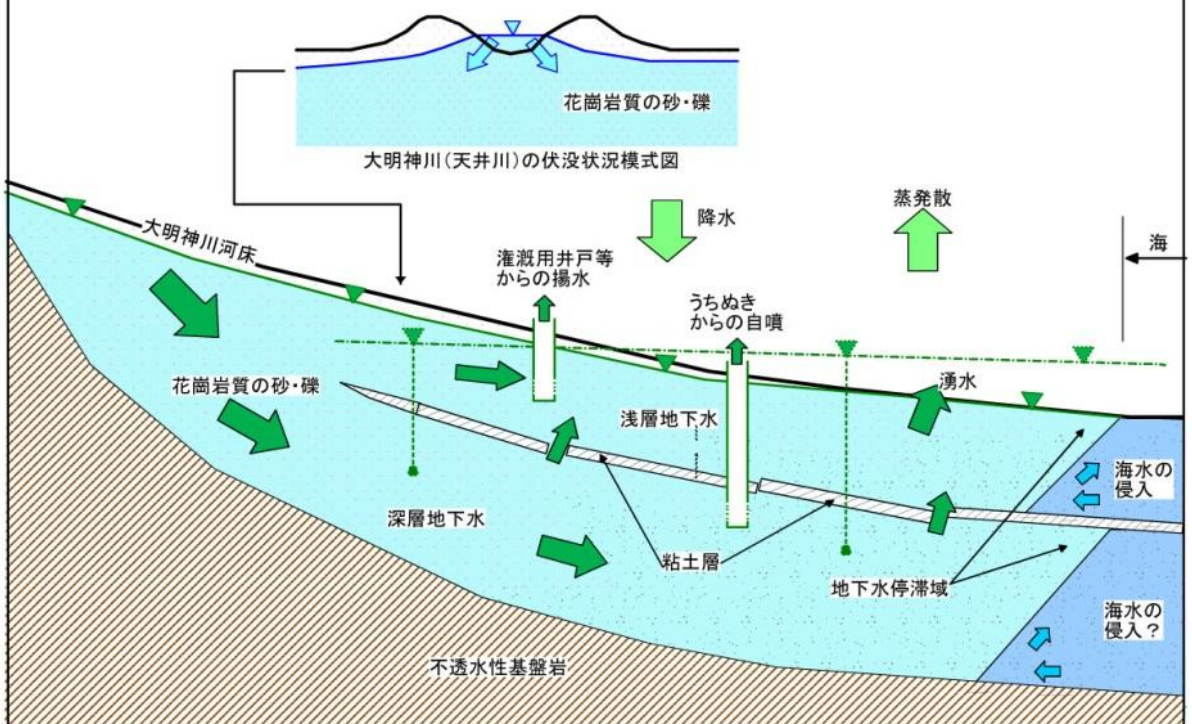 花崗岩質の砂・礫
大明神川(天井川)の伏没状況模式図
降水
蒸発散
海
大明神川河床
灌漑用井戸等
からの揚水
うちぬき
からの自噴
花崗岩質の砂・礫
湧水
浅層地下水
海水の
侵入
深層地下水
粘土層
地下水停滞域
海水の
侵入?
不透水性基盤岩